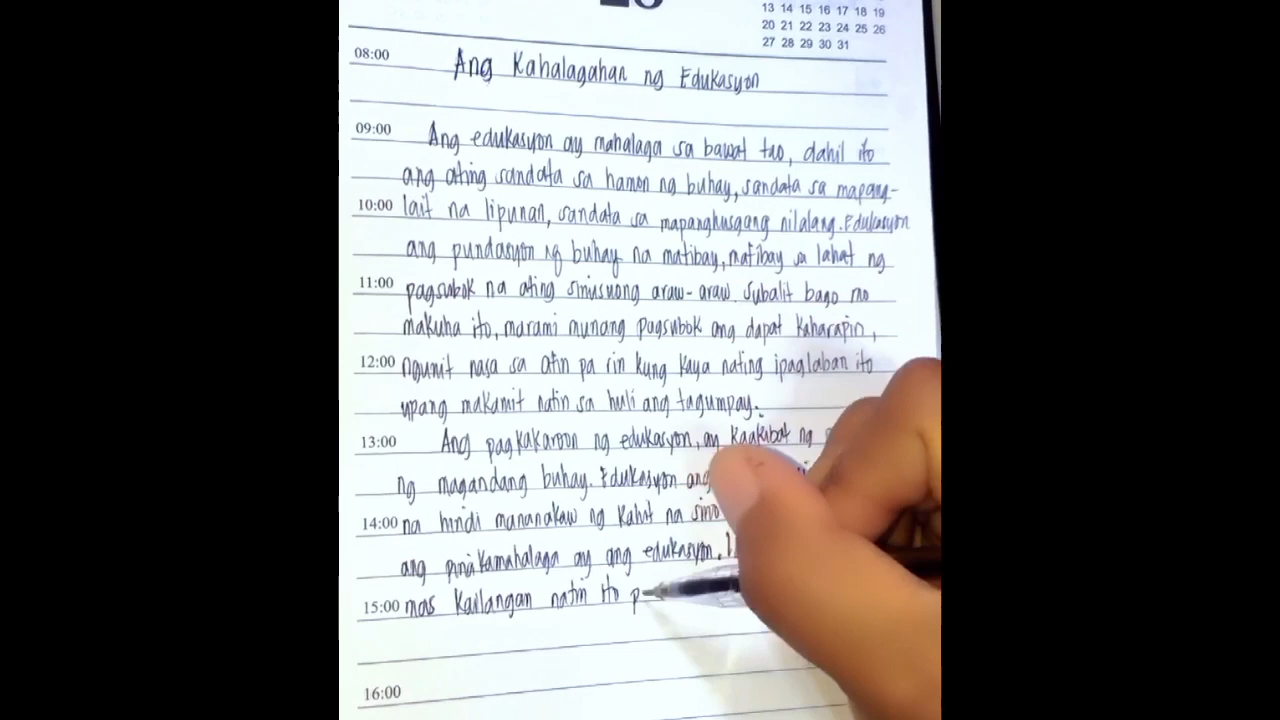 13 14 15 16 17 18 19
20 21 22 23 24 25 26
27 28 29 30 31
08:00 Ang Kahalagahan ng Edukasyon
09:00 Ang edukasyon ay mahalaga sa bawat tao, dahil ito
ang ating sandata sa hamon ng buhay, sandata sa mapang-
10:00 lait na lipunan, sandata sa mapanghusgang nilalang. Edukasyon
ang pundasyon ng buhay na matibay, matibay sa lahat ng
11:00 pagsubok na ating sinusuong araw-araw. Subalit bago mo
makuha ito, marami munang pagsubok ang dapat kaharapin,
12:00 ngunit nasa sa atin pa rin kung kaya nating ipaglaban ito
upang makamit natin sa huli ang tagumpay.
13:00 Ang pagkakaroon ng edukasyon, ay kaakibat ng
ng magandang buhay. Edukasyon ang
14:00 na hindi mananakaw ng kahit na sino
ang pinakamahalaga ay ang edukasyon.
15:00 mas kailangan natin ito p
16:00